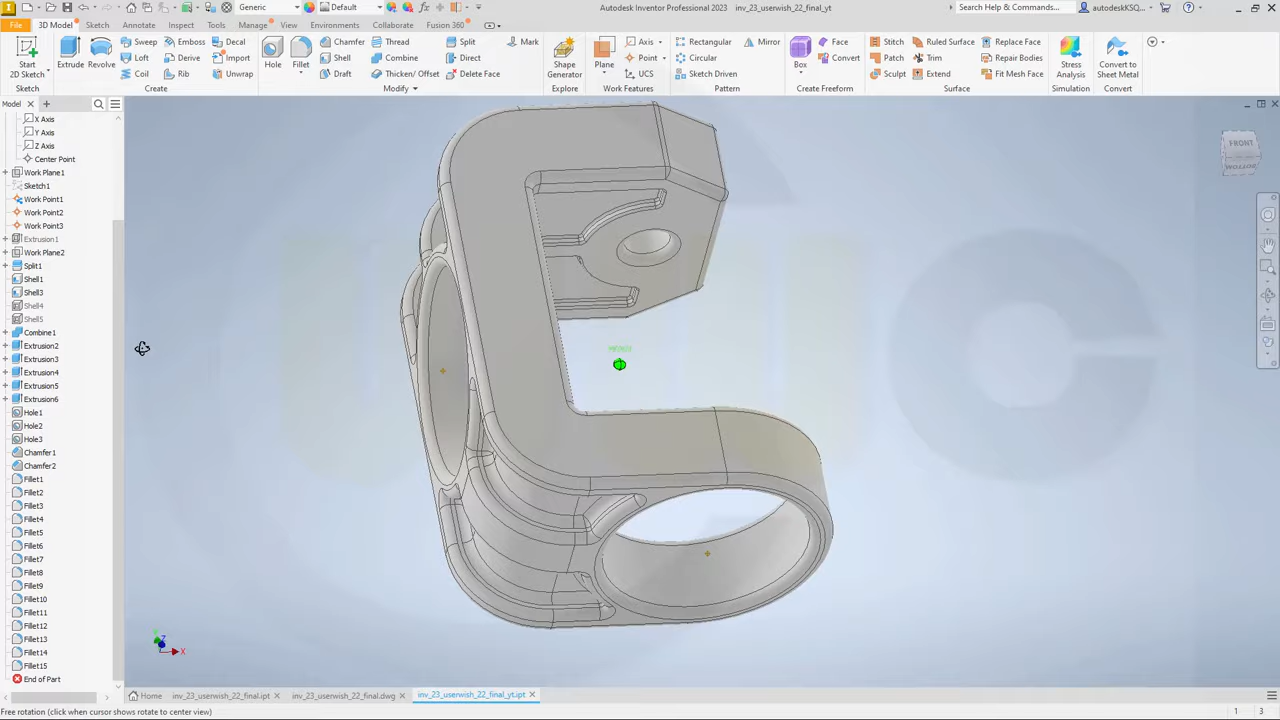 Generic
Default
Autodesk Inventor Professional 2023 inv_23_userwish_22_final_yt
Search Help & Commands...
autodeskKSQ...
File 3D Model Sketch Annotate Inspect Tools Manage View Environments Collaborate Fusion 360
Start
2D Sketch
Extrude
Revolve
Sweep
Loft
Coil
Emboss
Derive
Rib
Decal
Import
Unwrap
Hole
Fillet
Chamfer
Shell
Draft
Thread
Combine
Thicken/ Offset
Split
Direct
Delete Face
Mark
Shape
Generator
Plane
Axis
Point
UCS
Rectangular
Circular
Sketch Driven
Mirror
Box
Face
Convert
Stitch
Patch
Sculpt
Ruled Surface
Trim
Extend
Replace Face
Repair Bodies
Fit Mesh Face
Stress
Analysis
Convert to
Sheet Metal
Sketch Create Modify Explore Work Features Pattern Create Freeform Surface Simulation Convert
Model
X Axis
Y Axis
Z Axis
Center Point
Work Plane1
Sketch1
Work Point1
Work Point2
Work Point3
Extrusion1
Work Plane2
Split1
Shell1
Shell3
Shell4
Shell5
Combine1
Extrusion2
Extrusion3
Extrusion4
Extrusion5
Extrusion6
Hole1
Hole2
Hole3
Chamfer1
Chamfer2
Fillet1
Fillet2
Fillet3
Fillet4
Fillet5
Fillet6
Fillet7
Fillet8
Fillet9
Fillet10
Fillet11
Fillet12
Fillet13
Fillet14
Fillet15
End of Part
FRONT
BOTTOM
Z
X
Home inv_23_userwish_22_final.ipt inv_23_userwish_22_final.dwg inv_23_userwish_22_final_yt.ipt
Free rotation (click when cursor shows rotate to center view)
1 3